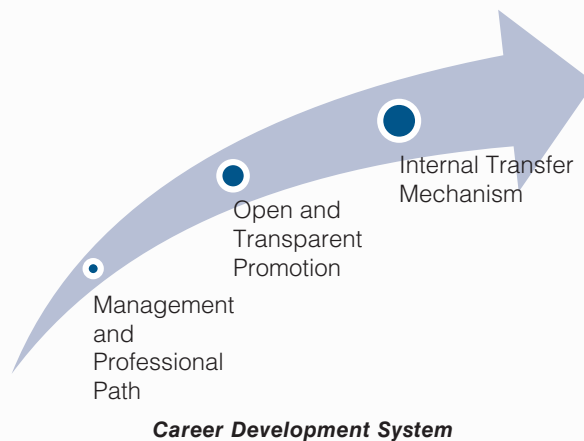 Internal Transfer
Mechanism
Open and
Transparent
Promotion
Management
and
Professional
Path
Career Development System